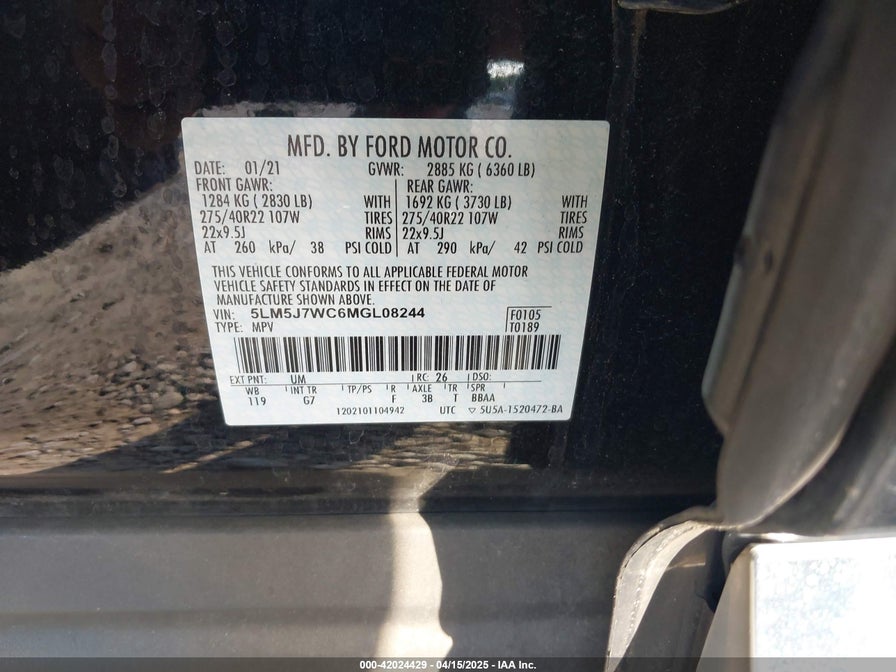 MFD. BY FORD MOTOR CO.
DATE: 01/21 GVWR: 2885 KG ( 6360 LB)
FRONT GAWR: REAR GAWR:
1284 KG ( 2830 LB) WITH 1692 KG ( 3730 LB) WITH
275/40R22 107W TIRES 275/40R22 107W TIRES
22x9.5J RIMS 22x9.5J RIMS
AT 260 kPa/ 38 PSI COLD AT 290 kPa/ 42 PSI COLD
THIS VEHICLE CONFORMS TO ALL APPLICABLE FEDERAL MOTOR
VEHICLE SAFETY STANDARDS IN EFFECT ON THE DATE OF
MANUFACTURE SHOWN ABOVE.
VIN: 5LM5J7WC6MGL08244 F0105
TYPE: MPV T0189
EXT PNT: UM RC: 26 DSO:
WB INT TR TP/PS R AXLE TR SPR
119 G7 F 3B T BBAA
1202101104942 UTC ▽ 5U5A-1520472-BA
000-42024429 - 04/15/2025 - IAA Inc.